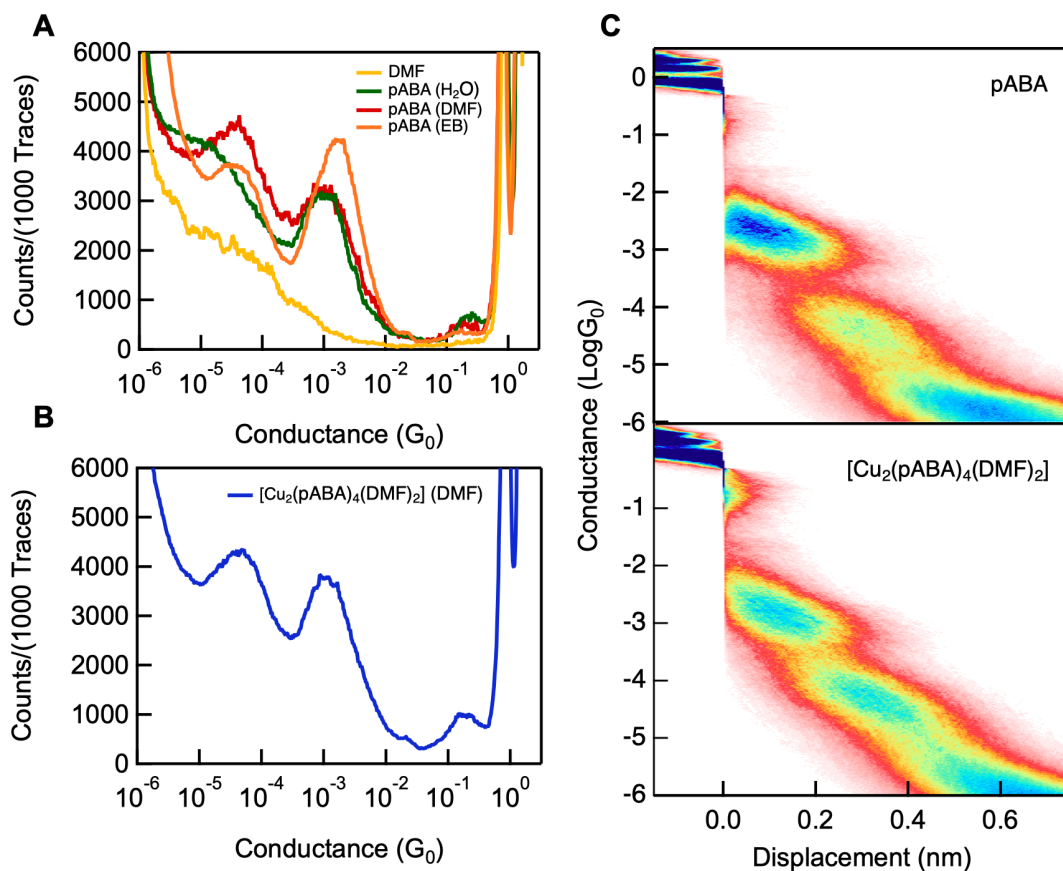 A
Counts/(1000 Traces)
6000
5000
4000
3000
2000
1000
0
DMF
pABA (H₂O)
pABA (DMF)
pABA (EB)
10⁻⁶ 10⁻⁵ 10⁻⁴ 10⁻³ 10⁻² 10⁻¹ 10⁰
Conductance (G₀)
B
Counts/(1000 Traces)
6000
5000
4000
3000
2000
1000
0
[Cu₂(pABA)₄(DMF)₂] (DMF)
10⁻⁶ 10⁻⁵ 10⁻⁴ 10⁻³ 10⁻² 10⁻¹ 10⁰
Conductance (G₀)
C
Conductance (LogG₀)
pABA
0
-1
-2
-3
-4
-5
-6
[Cu₂(pABA)₄(DMF)₂]
-1
-2
-3
-4
-5
-6
0.0 0.2 0.4 0.6
Displacement (nm)